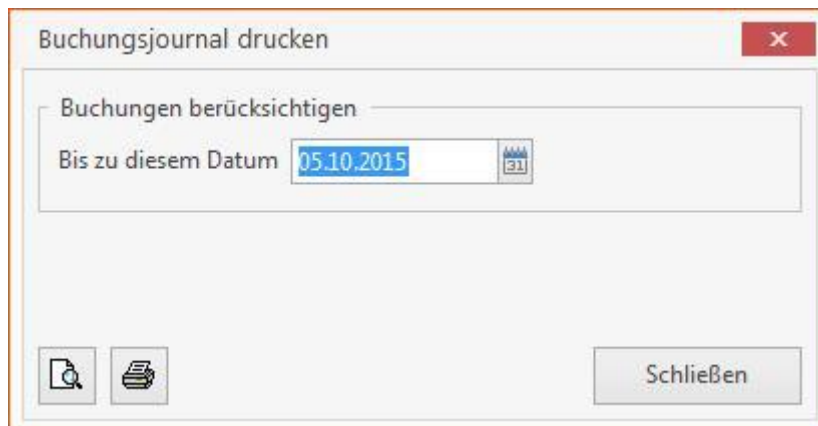 Buchungsjournal drucken
Buchungen berücksichtigen
Bis zu diesem Datum 05.10.2015 31
Schließen